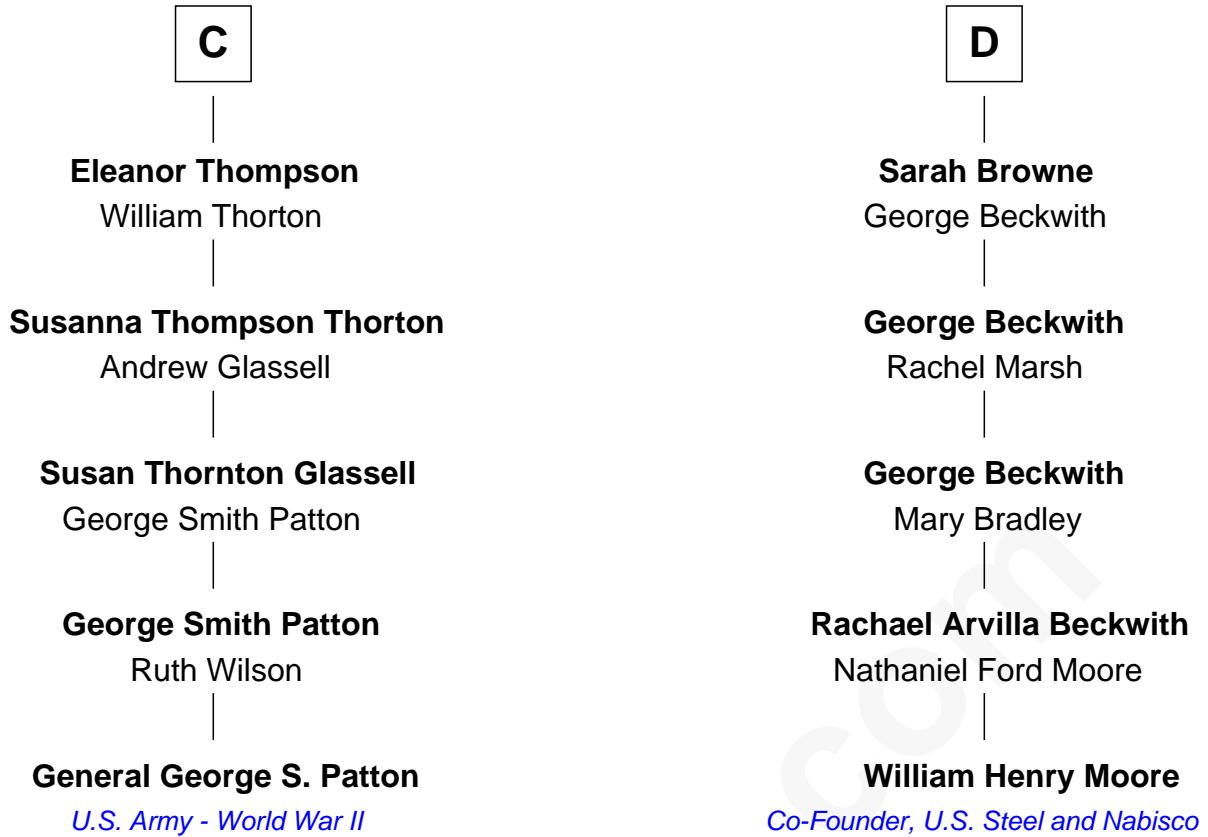 C
Eleanor Thompson
William Thorton
Susanna Thompson Thorton
Andrew Glassell
Susan Thornton Glassell
George Smith Patton
George Smith Patton
Ruth Wilson
General George S. Patton
U.S. Army - World War II
D
Sarah Browne
George Beckwith
George Beckwith
Rachel Marsh
George Beckwith
Mary Bradley
Rachael Arvilla Beckwith
Nathaniel Ford Moore
William Henry Moore
Co-Founder, U.S. Steel and Nabisco
com